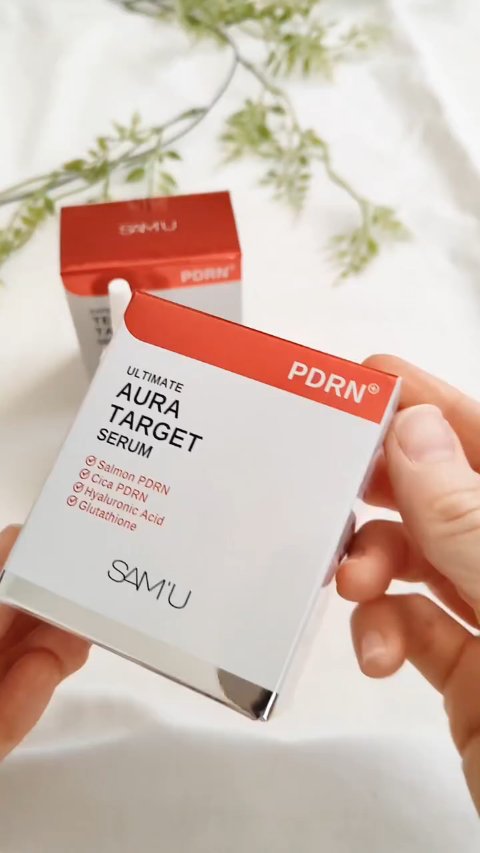 SAM'U
PDRN
PDRN
ULTIMATE
AURA
TARGET
SERUM
Salmon PDRN
Cica PDRN
Hyaluronic Acid
Glutathione
SAM'U